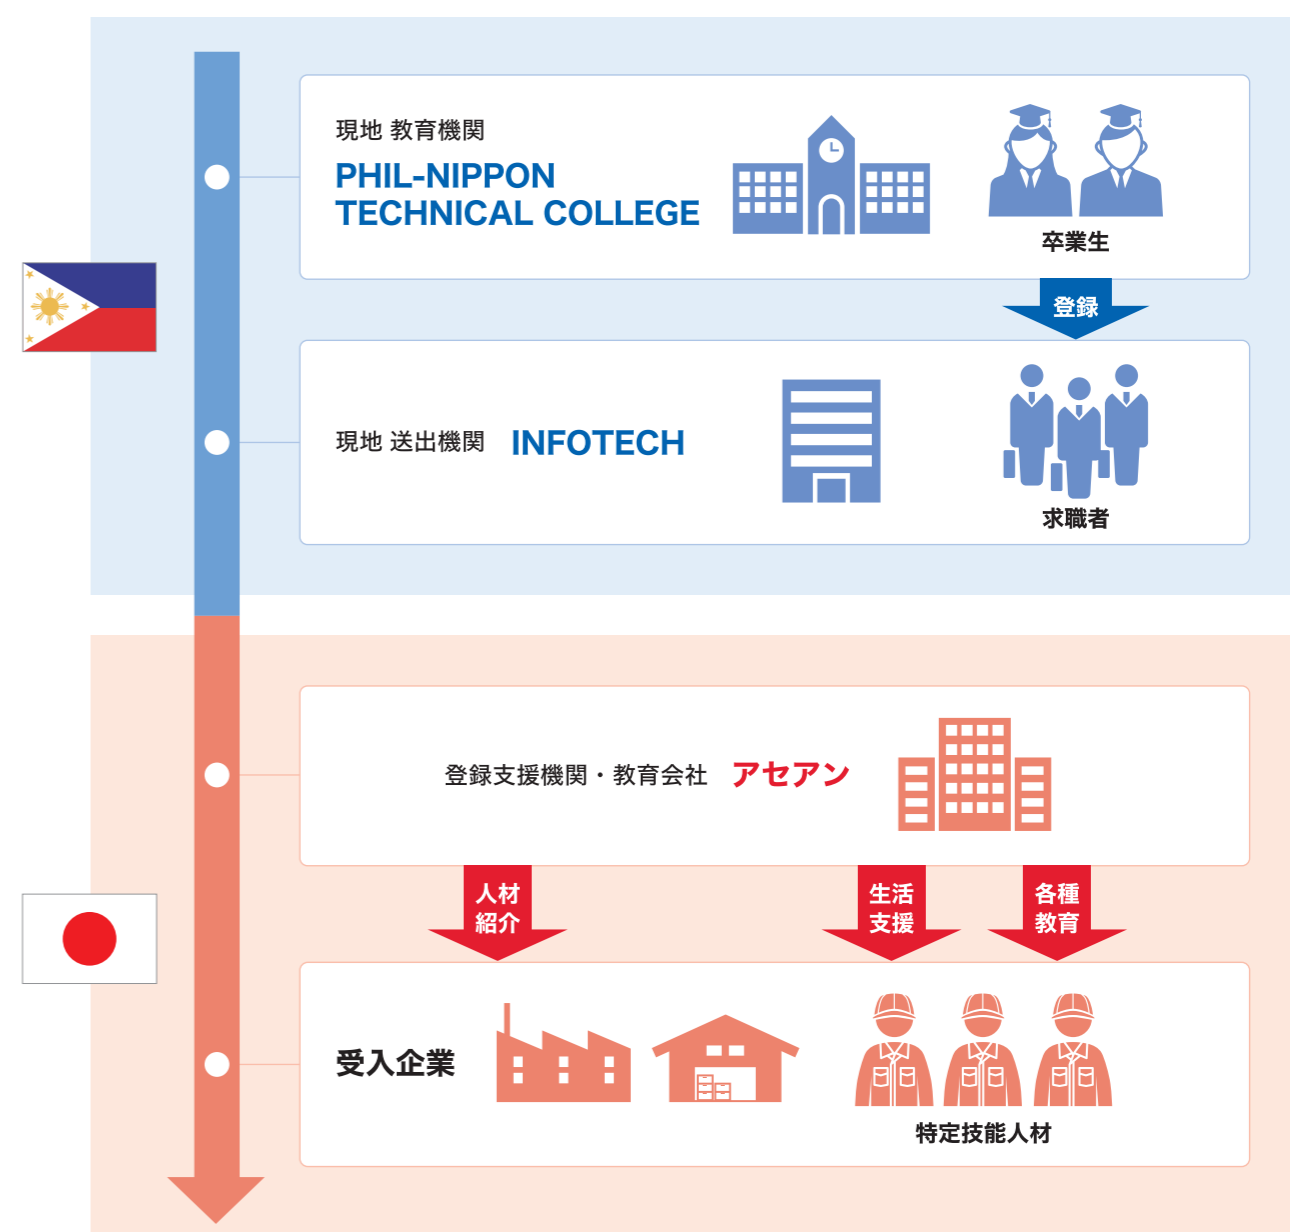 現地 教育機関
PHIL-NIPPON
TECHNICAL COLLEGE
卒業生
登録
現地 送出機関 INFOTECH
求職者
登録支援機関・教育会社 アセアン
人材
紹介
生活
支援
各種
教育
受入企業
特定技能人材